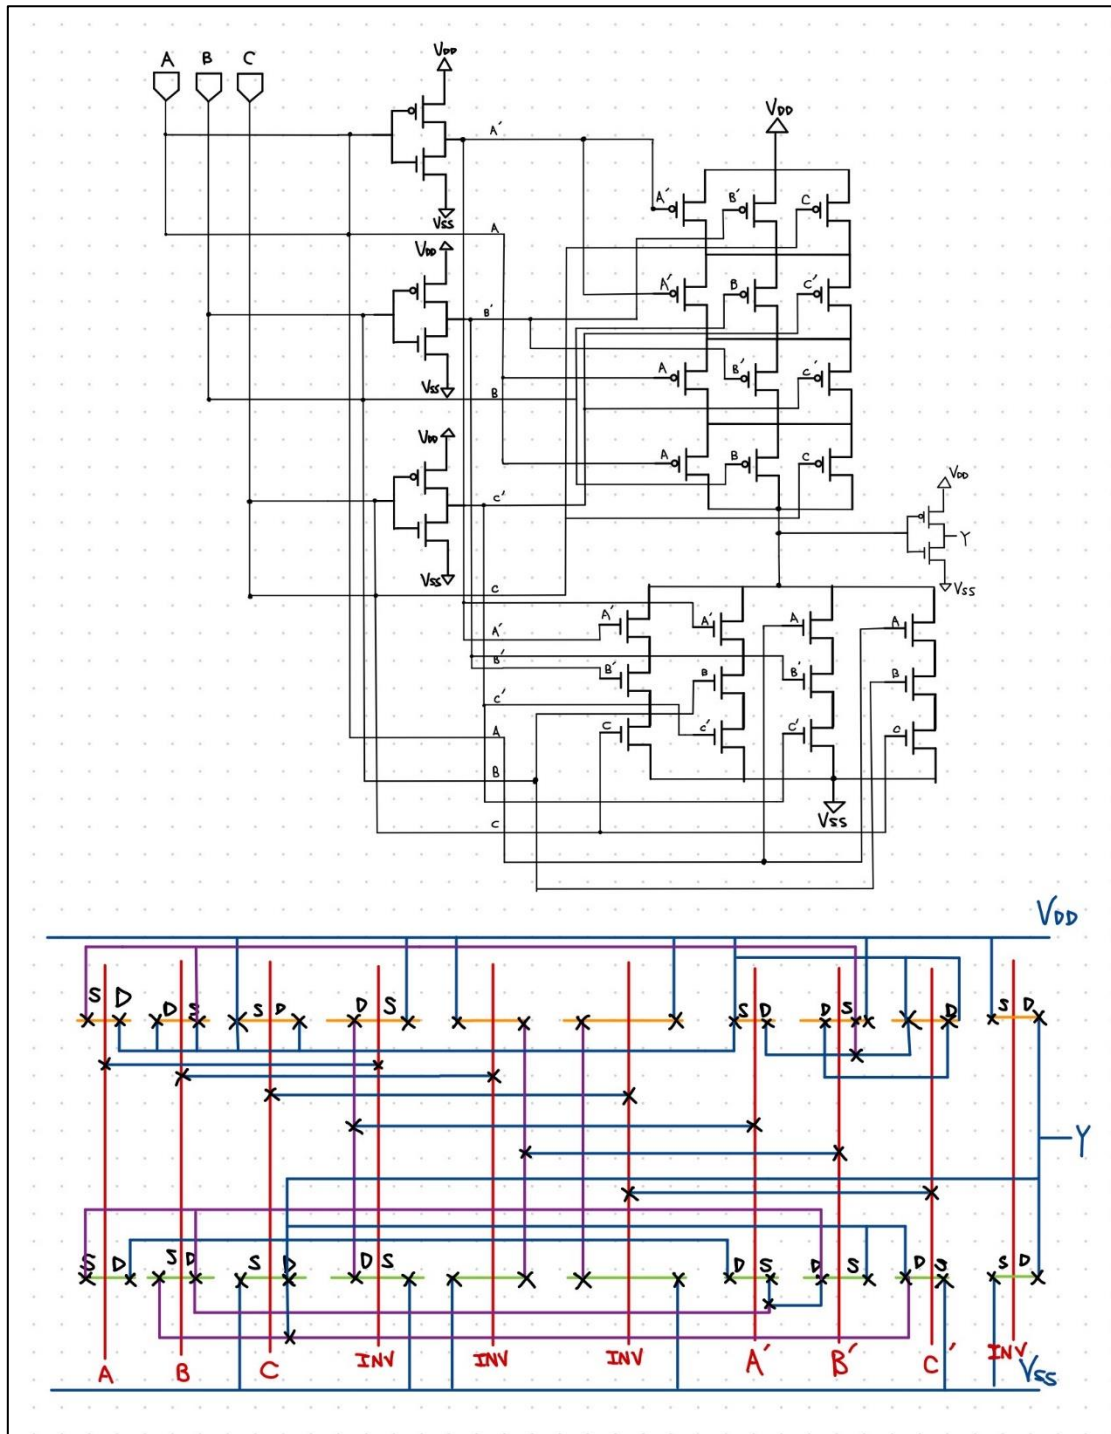 A B C
VDD
A'
VSS
VDD
A' B' C
A
VDD
B'
A' B C'
VSS
A B' C'
B
VDD
A B C
C'
VDD
Y
VSS
VSS
C
A' A' A A
A'
B'
B' B B' B
C'
C C' C' C
A
B
VSS
C
VDD
S D D S S D D S S D D S D S D
Y
S D S D S D D S D S D S D S S D
A B C INV INV INV A' B' C' INV
VSS